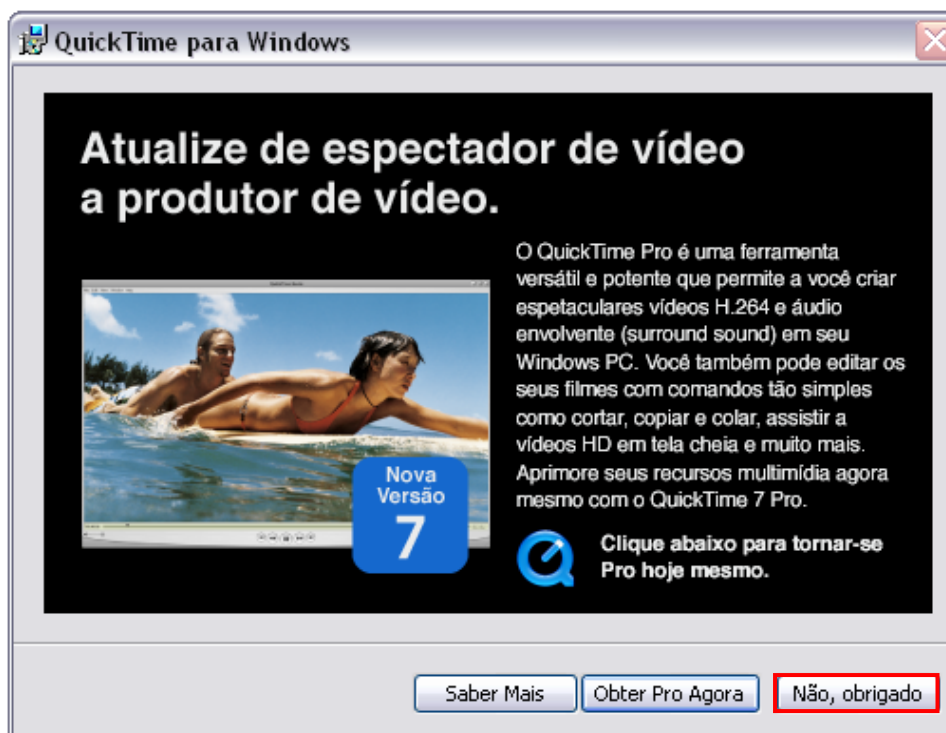 QuickTime para Windows
Atualize de espectador de vídeo
a produtor de vídeo.
O QuickTime Pro é uma ferramenta
versátil e potente que permite a você criar
espetaculares vídeos H.264 e áudio
envolvente (surround sound) em seu
Windows PC. Você também pode editar os
seus filmes com comandos tão simples
como cortar, copiar e colar, assistir a
vídeos HD em tela cheia e muito mais.
Aprimore seus recursos multimídia agora
mesmo com o QuickTime 7 Pro.
Nova
Versão
7
Clique abaixo para tornar-se
Pro hoje mesmo.
Saber Mais
Obter Pro Agora
Não, obrigado